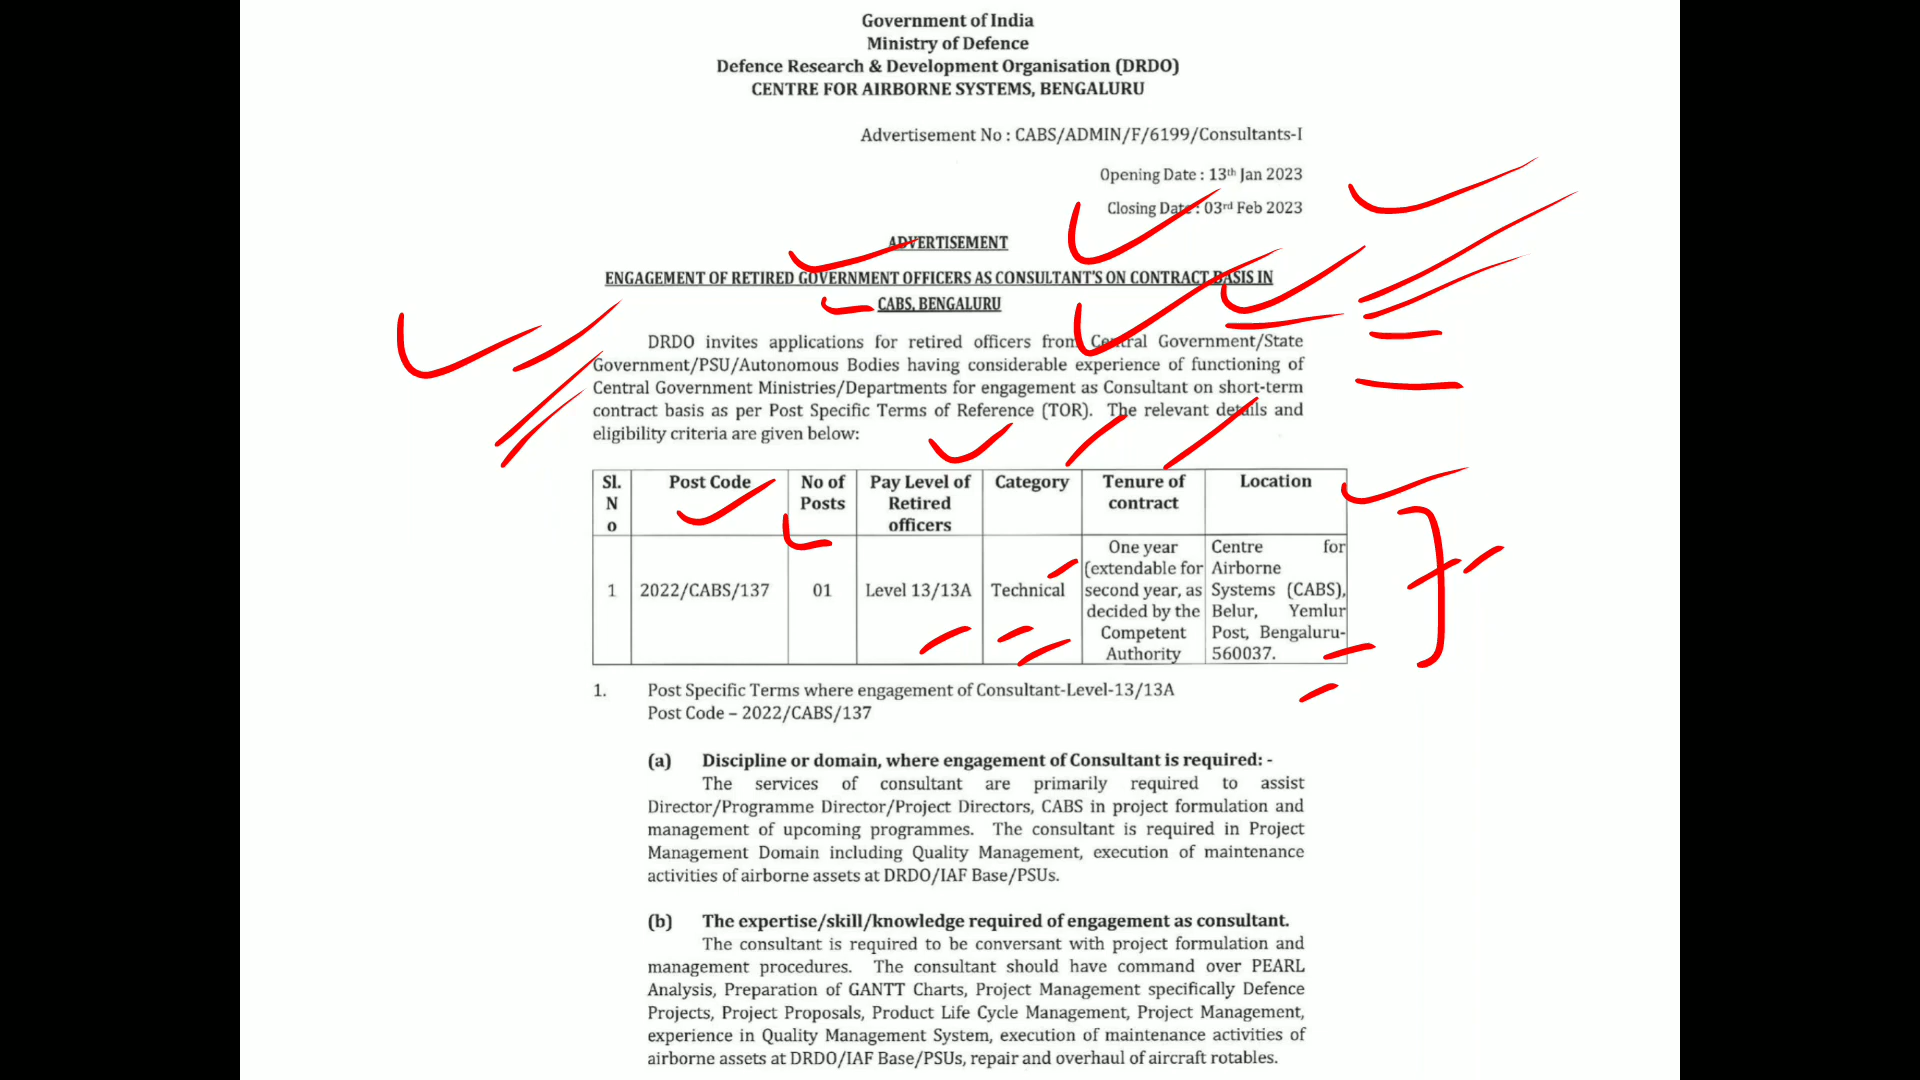 Government of India
Ministry of Defence
Defence Research & Development Organisation (DRDO)
CENTRE FOR AIRBORNE SYSTEMS, BENGALURU
Advertisement No : CABS/ADMIN/F/6199/Consultants-I
Opening Date : 13th Jan 2023
Closing Date : 03rd Feb 2023
ADVERTISEMENT
ENGAGEMENT OF RETIRED GOVERNMENT OFFICERS AS CONSULTANT'S ON CONTRACT BASIS IN
CABS, BENGALURU
DRDO invites applications for retired officers from Central Government/State
Government/PSU/Autonomous Bodies having considerable experience of functioning of
Central Government Ministries/Departments for engagement as Consultant on short-term
contract basis as per Post Specific Terms of Reference (TOR). The relevant details and
eligibility criteria are given below:
Sl. No
Post Code
No of Posts
Pay Level of Retired officers
Category
Tenure of contract
Location
1
2022/CABS/137
01
Level 13/13A
Technical
One year
(extendable for
second year, as
decided by the
Competent
Authority
Centre for
Airborne
Systems (CABS),
Belur, Yemlur
Post, Bengaluru-
560037.
1. Post Specific Terms where engagement of Consultant-Level-13/13A
Post Code – 2022/CABS/137
(a) Discipline or domain, where engagement of Consultant is required: -
The services of consultant are primarily required to assist
Director/Programme Director/Project Directors, CABS in project formulation and
management of upcoming programmes. The consultant is required in Project
Management Domain including Quality Management, execution of maintenance
activities of airborne assets at DRDO/IAF Base/PSUs.
(b) The expertise/skill/knowledge required of engagement as consultant.
The consultant is required to be conversant with project formulation and
management procedures. The consultant should have command over PEARL
Analysis, Preparation of GANTT Charts, Project Management specifically Defence
Projects, Project Proposals, Product Life Cycle Management, Project Management,
experience in Quality Management System, execution of maintenance activities of
airborne assets at DRDO/IAF Base/PSUs, repair and overhaul of aircraft rotables.